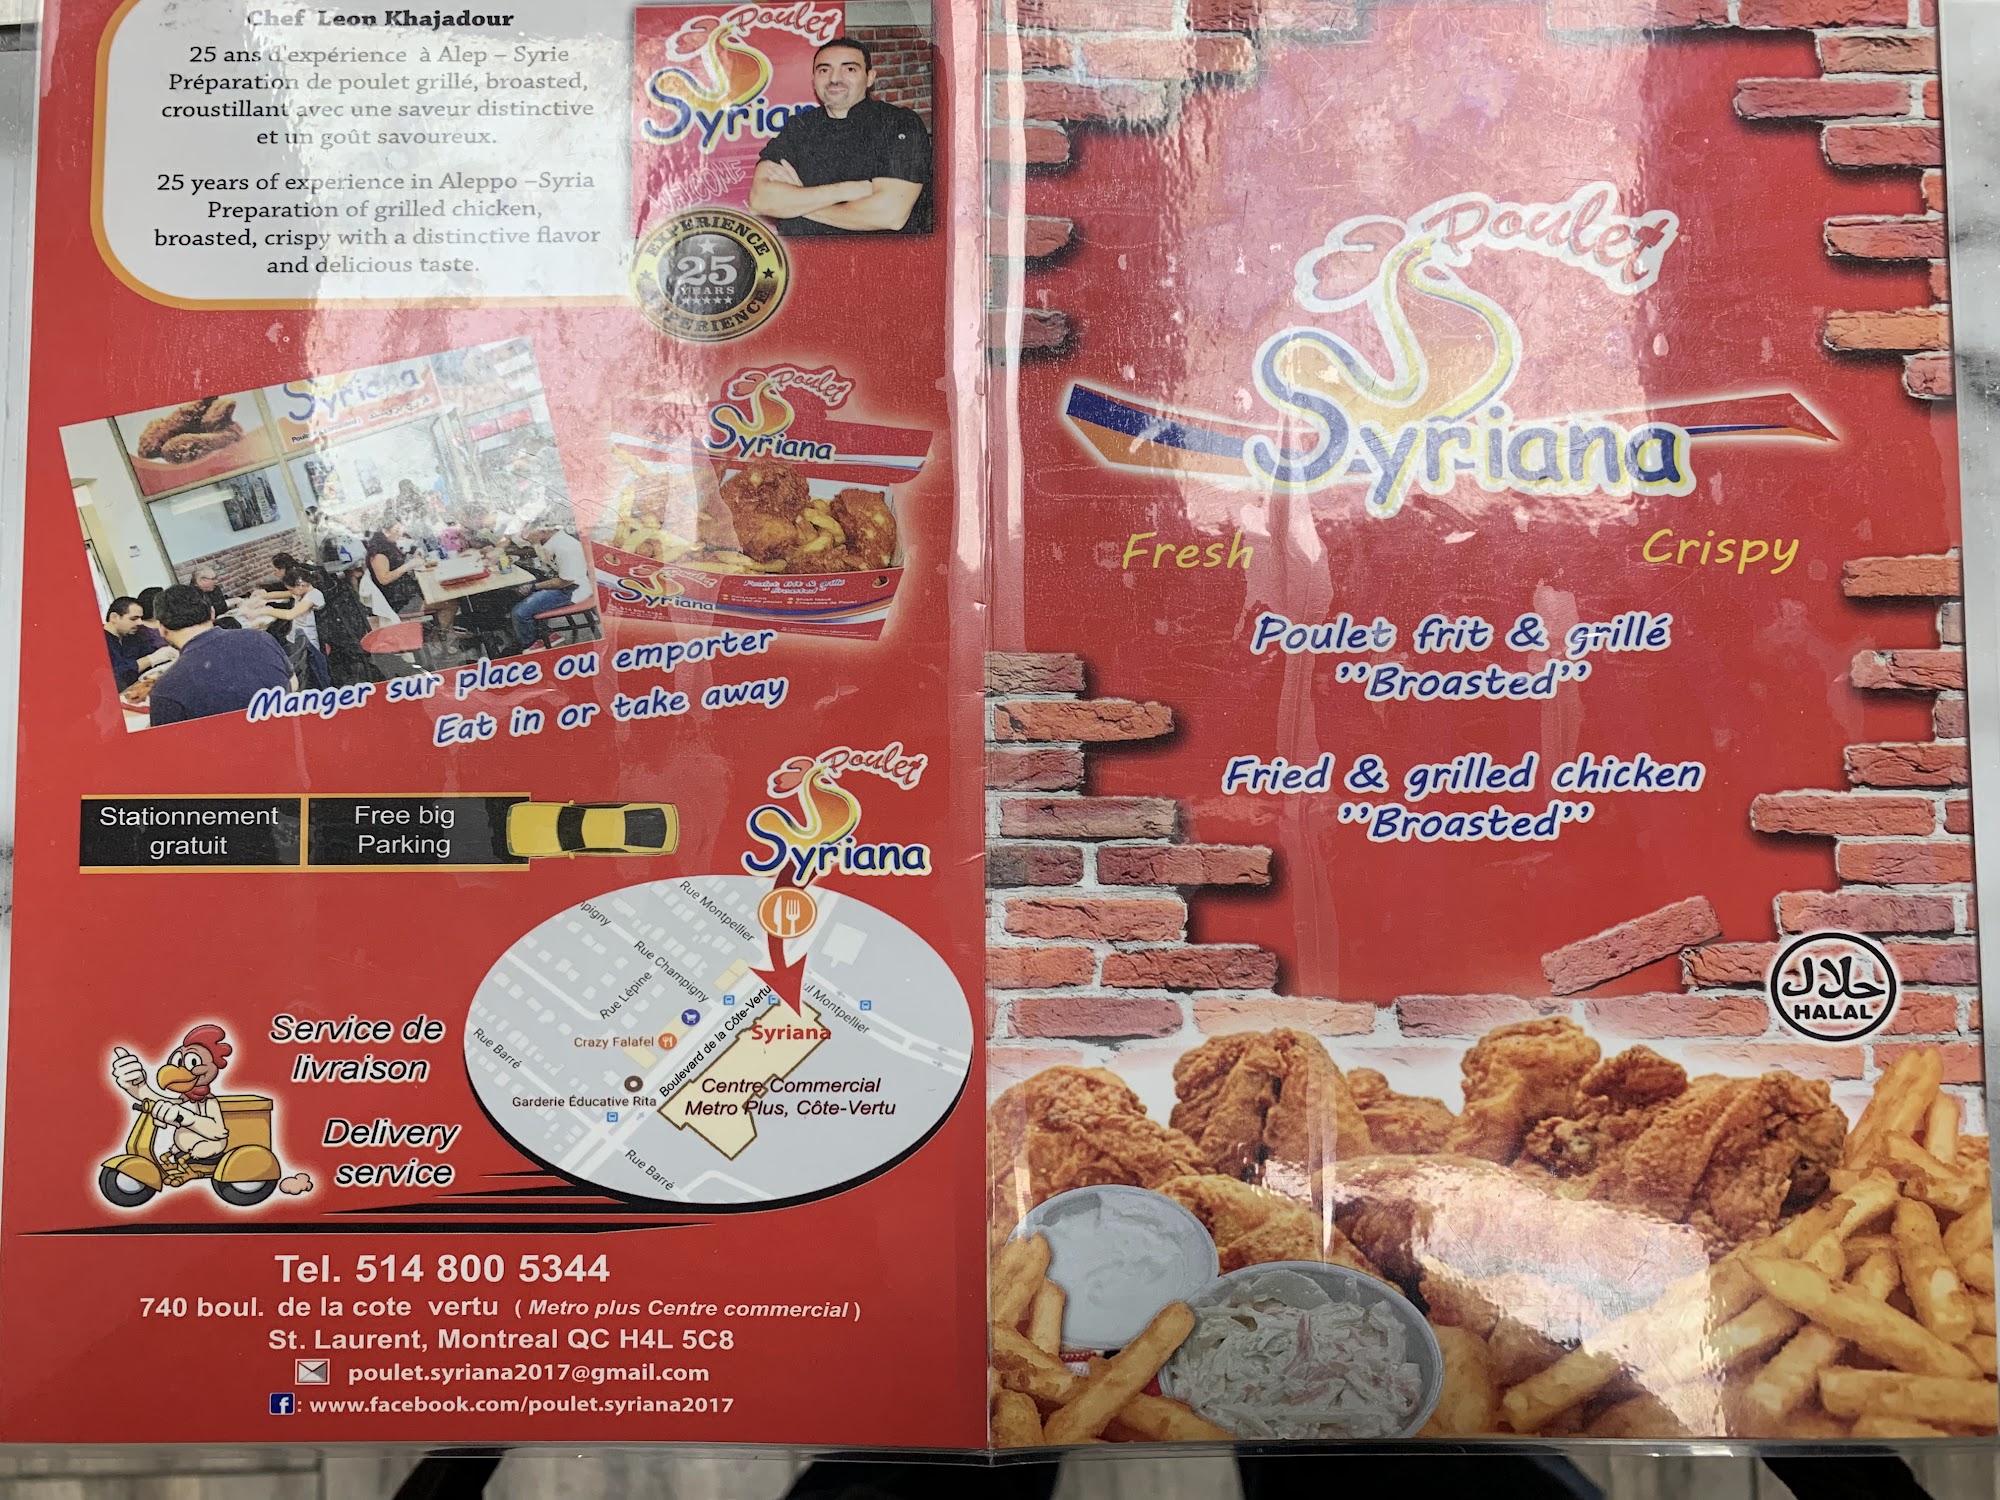 Chef Leon Khajadour
25 ans d'expérience à Alep – Syrie
Préparation de poulet grillé, broasted,
croustillant avec une saveur distinctive
et un goût savoureux.
25 years of experience in Aleppo –Syria
Preparation of grilled chicken,
broasted, crispy with a distinctive flavor
and delicious taste.
Poulet
Syriana
WELCOME
EXPERIENCE
25
YEARS
EXPERIENCE
Syriana
Poulet
Syriana
Poulet
Syriana
Manger sur place ou emporter
Eat in or take away
Stationnement
gratuit
Free big
Parking
Poulet
Syriana
Rue Montpellier
Rue Champigny
Rue Lépine
Rue Barré
Boulevard de la Côte-Vertu
Montpellier
Syriana
Crazy Falafel
Garderie Éducative Rita
Centre Commercial
Metro Plus, Côte-Vertu
Rue Barré
Service de
livraison
Delivery
service
Tel. 514 800 5344
740 boul. de la cote vertu ( Metro plus Centre commercial )
St. Laurent, Montreal QC H4L 5C8
poulet.syriana2017@gmail.com
f : www.facebook.com/poulet.syriana2017
Poulet
Syriana
Fresh
Crispy
Poulet frit & grillé
’’Broasted’’
Fried & grilled chicken
’’Broasted’’
حلال
HALAL